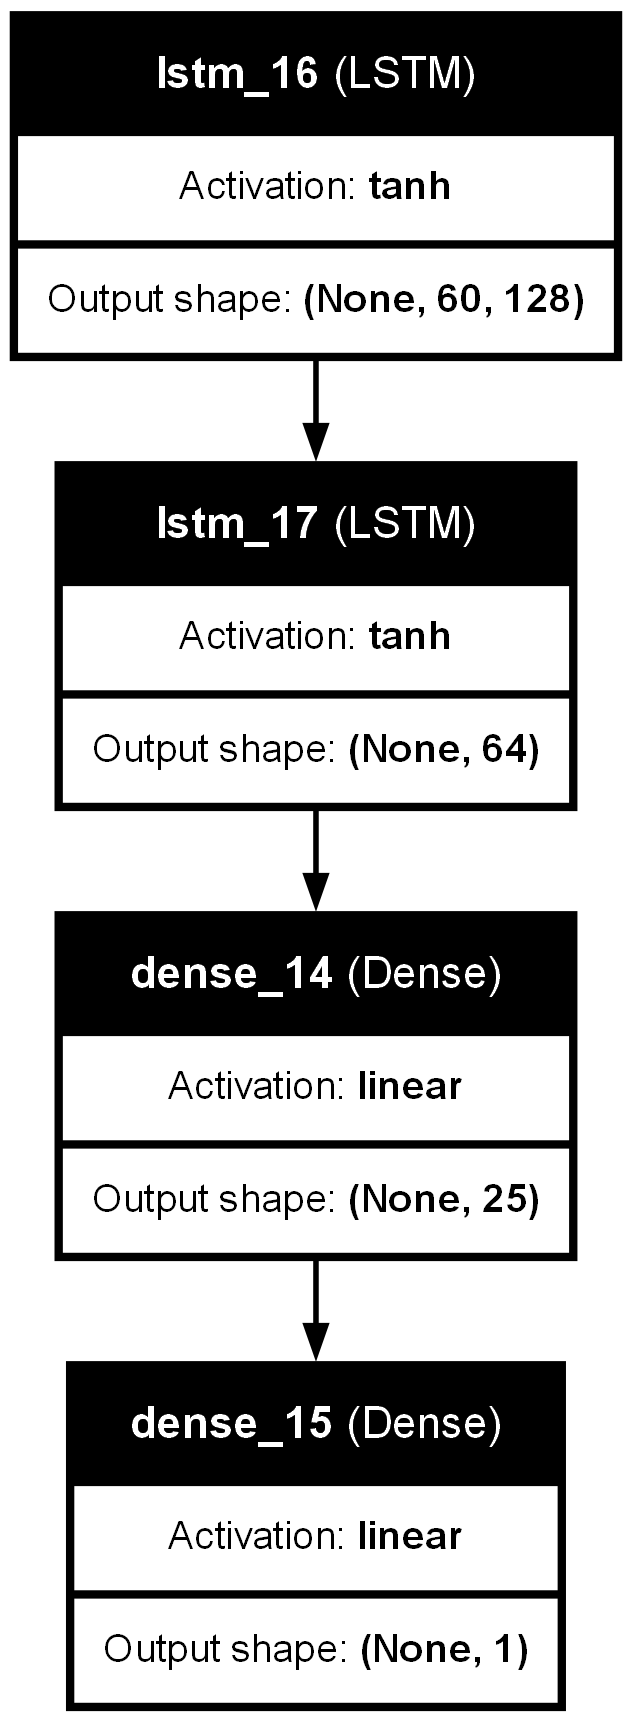 lstm_16 (LSTM)
Activation: tanh
Output shape: (None, 60, 128)
lstm_17 (LSTM)
Activation: tanh
Output shape: (None, 64)
dense_14 (Dense)
Activation: linear
Output shape: (None, 25)
dense_15 (Dense)
Activation: linear
Output shape: (None, 1)